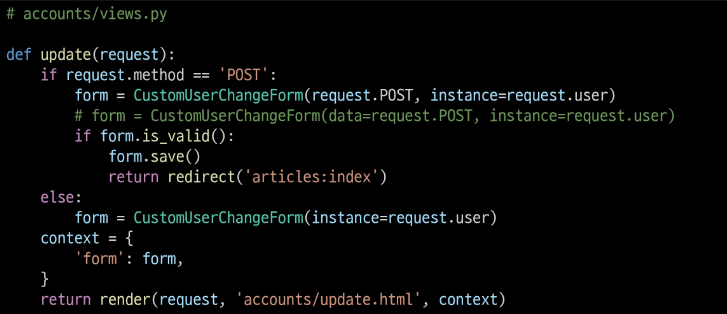 # accounts/views.py

def update(request):
    if request.method == 'POST':
        form = CustomUserChangeForm(request.POST, instance=request.user)
        # form = CustomUserChangeForm(data=request.POST, instance=request.user)
        if form.is_valid():
            form.save()
            return redirect('articles:index')
    else:
        form = CustomUserChangeForm(instance=request.user)
    context = {
        'form': form,
    }
    return render(request, 'accounts/update.html', context)